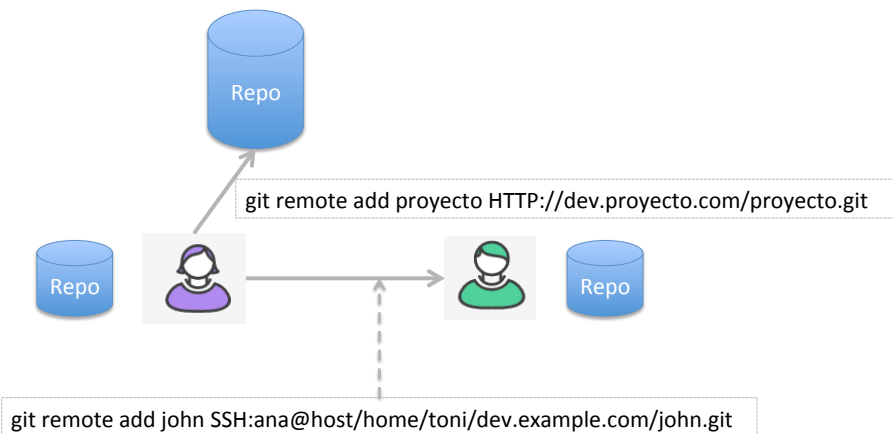 Repo
git remote add proyecto HTTP://dev.proyecto.com/proyecto.git
Repo
Repo
git remote add john SSH:ana@host/home/toni/dev.example.com/john.git